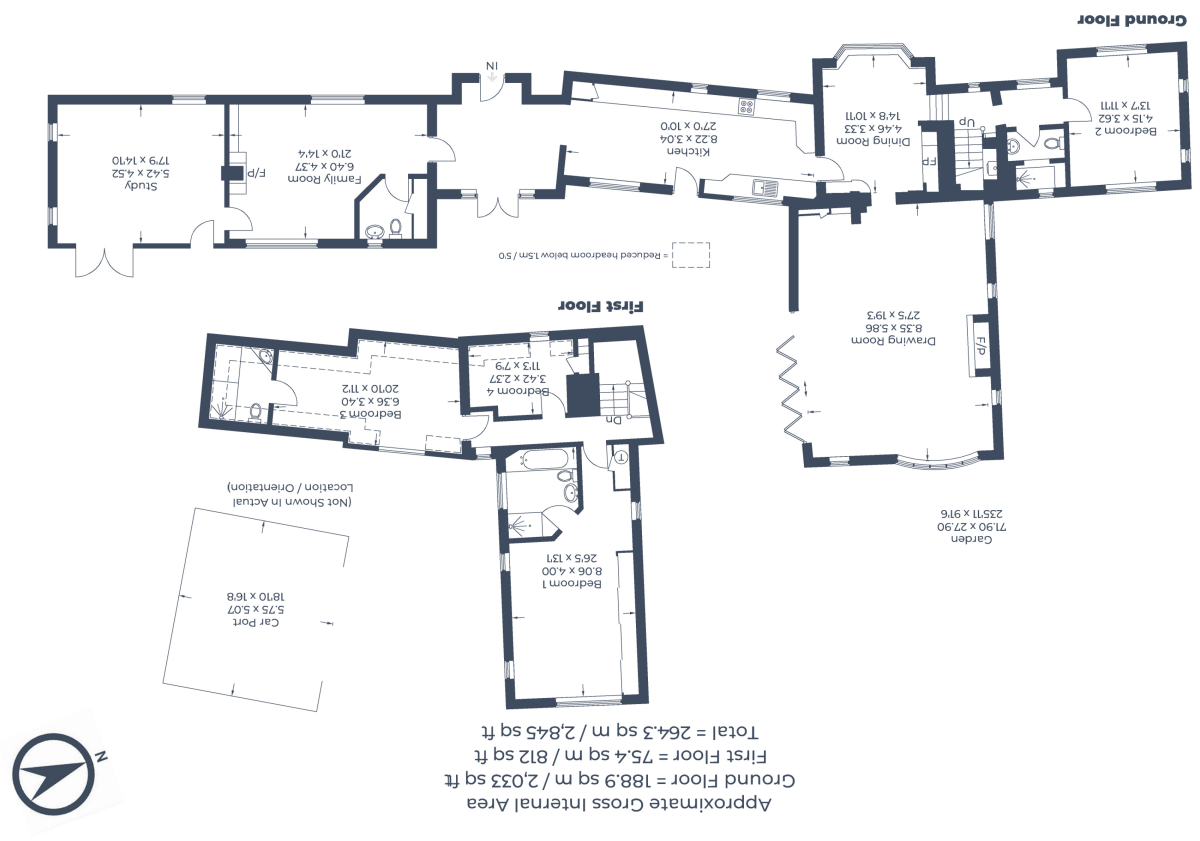 Approximate Gross Internal Area
Ground Floor = 188.9 sq m / 2,033 sq ft
First Floor = 75.4 sq m / 812 sq ft
Total = 264.3 sq m / 2,845 sq ft
N
Car Port
5.75 x 5.07
18'10 x 16'8
(Not Shown In Actual
Location / Orientation)
Bedroom 1
8.06 x 4.00
26'5 x 13'1
T
Dn
Bedroom 3
6.36 x 3.40
20'10 x 11'2
Bedroom 4
3.42 x 2.37
11'3 x 7'9
First Floor
Garden
71.90 x 27.90
235'11 x 91'6
Drawing Room
8.35 x 5.86
27'5 x 19'3
F/P
= Reduced headroom below 1.5m / 5'0
Bedroom 2
4.15 x 3.62
13'7 x 11'11
Up
FP
Dining Room
4.46 x 3.33
14'8 x 10'11
Kitchen
8.22 x 3.04
27'0 x 10'0
IN
Family Room
6.40 x 4.37
21'0 x 14'4
F/P
Study
5.42 x 4.52
17'9 x 14'10
Ground Floor